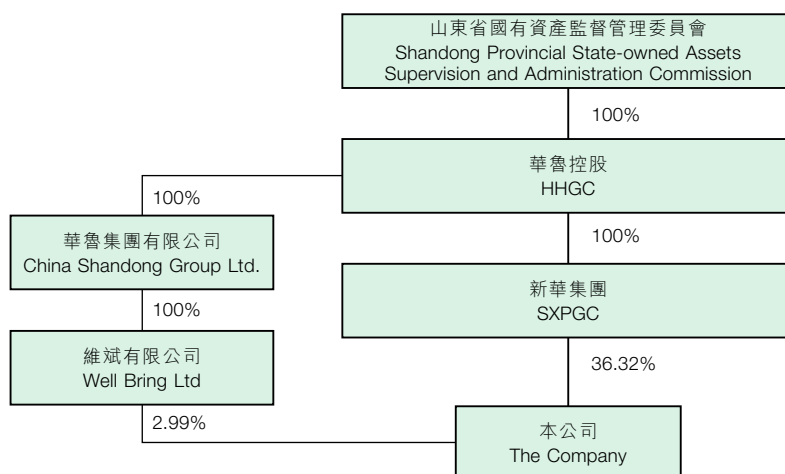 山東省國有資產監督管理委員會
Shandong Provincial State-owned Assets
Supervision and Administration Commission
100%
華魯控股
HHGC
100%
華魯集團有限公司
China Shandong Group Ltd.
100%
新華集團
SXPGC
100%
維斌有限公司
Well Bring Ltd
36.32%
2.99%
本公司
The Company